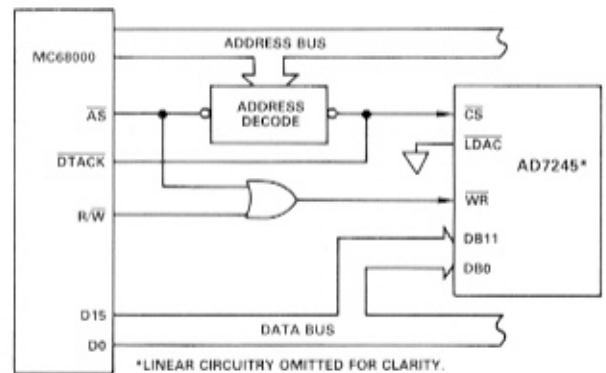 ADDRESS BUS
MC68000
ADDRESS
DECODE
AS
CS
LDAC
AD7245*
DTACK
R/W
WR
DB11
DB0
D15
DATA BUS
D0
*LINEAR CIRCUITRY OMITTED FOR CLARITY.